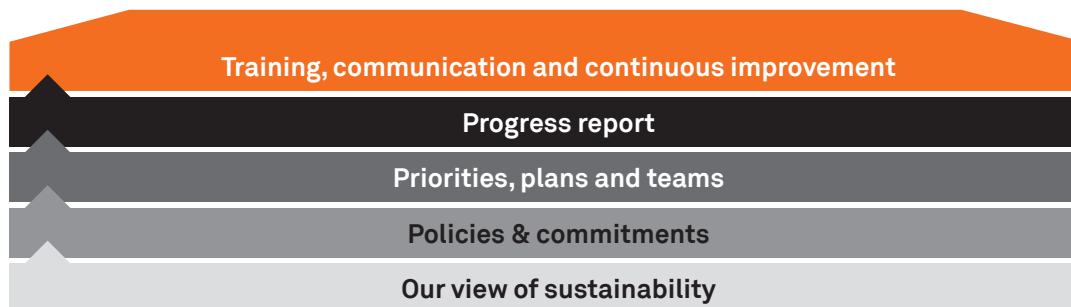 Training, communication and continuous improvement
Progress report
Priorities, plans and teams
Policies & commitments
Our view of sustainability